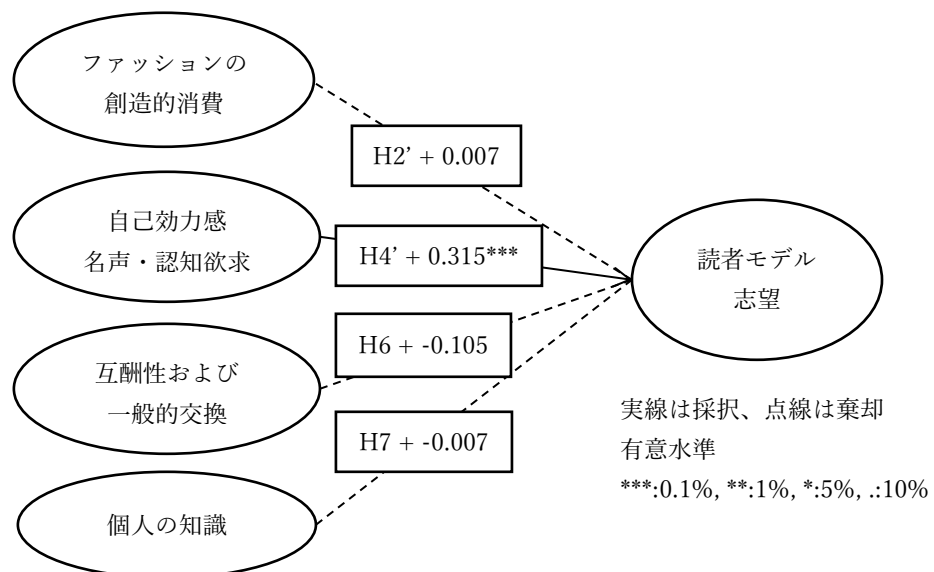 ファッションの
創造的消費
H2’ + 0.007
自己効力感
名声・認知欲求
H4’ + 0.315***
読者モデル
志望
H6 + -0.105
互酬性および
一般的交換
H7 + -0.007
個人の知識
実線は採択、点線は棄却
有意水準
***:0.1%, **:1%, *:5%, .:10%